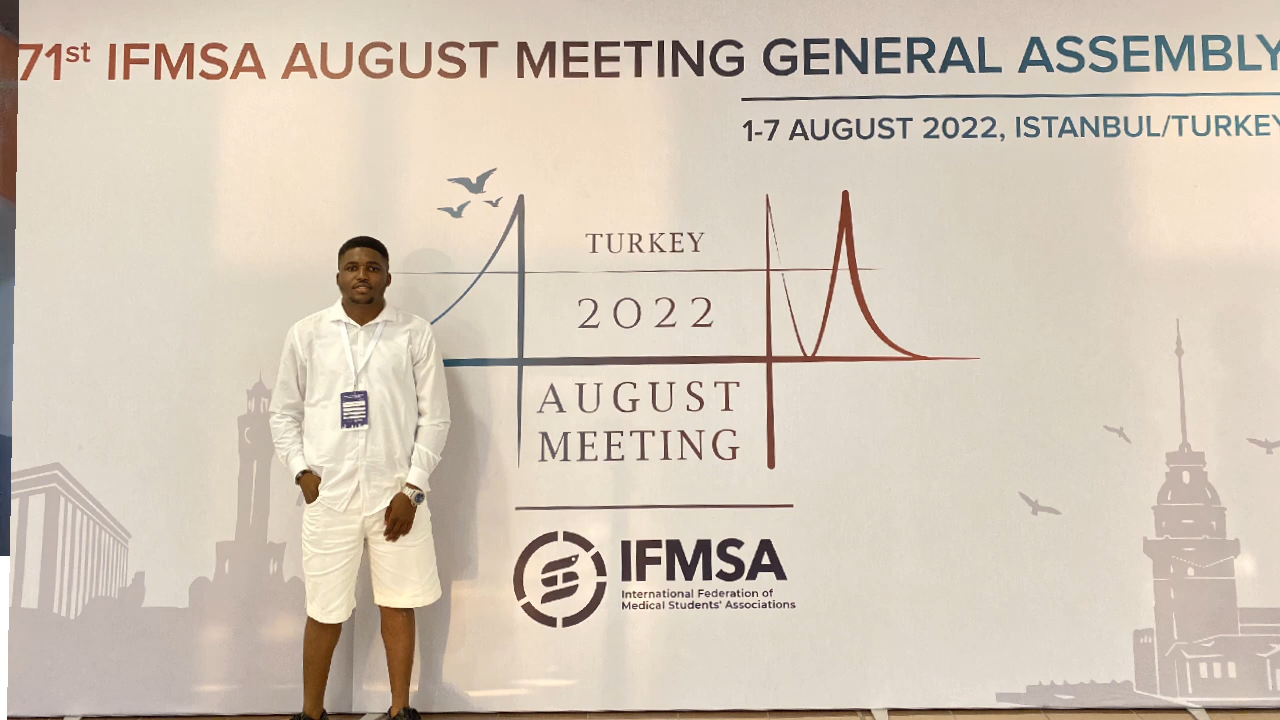 71st IFMSA AUGUST MEETING GENERAL ASSEMBLY
1-7 AUGUST 2022, ISTANBUL/TURKEY
TURKEY
2022
AUGUST
MEETING
IFMSA
International Federation of
Medical Students' Associations